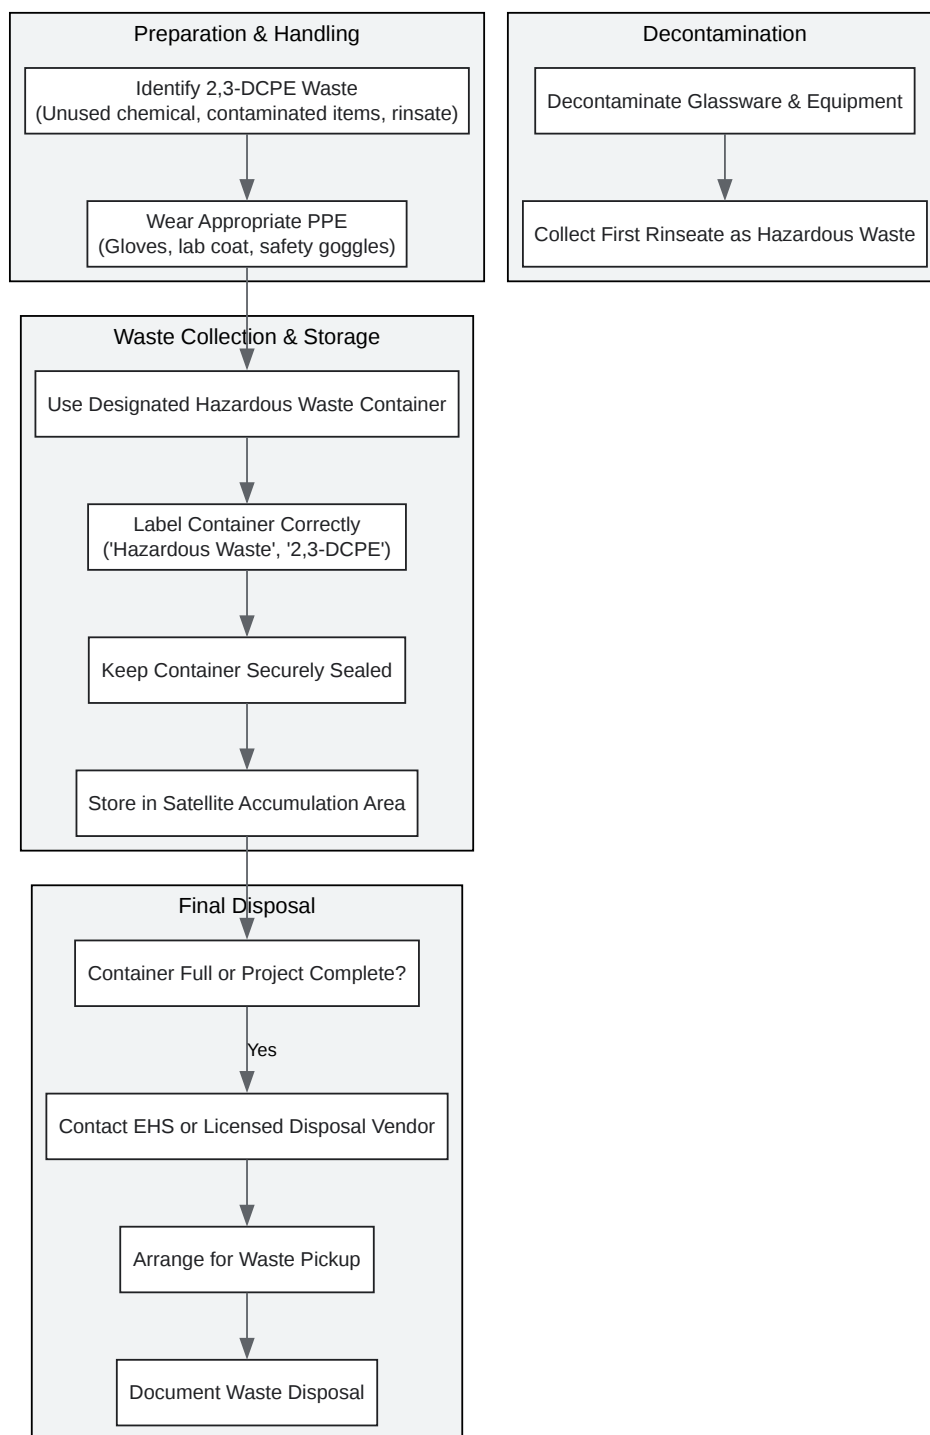 Preparation & Handling
Identify 2,3-DCPE Waste
(Unused chemical, contaminated items, rinsate)
Wear Appropriate PPE
(Gloves, lab coat, safety goggles)
Decontamination
Decontaminate Glassware & Equipment
Collect First Rinseate as Hazardous Waste
Waste Collection & Storage
Use Designated Hazardous Waste Container
Label Container Correctly
('Hazardous Waste', '2,3-DCPE')
Keep Container Securely Sealed
Store in Satellite Accumulation Area
Final Disposal
Container Full or Project Complete?
Yes
Contact EHS or Licensed Disposal Vendor
Arrange for Waste Pickup
Document Waste Disposal